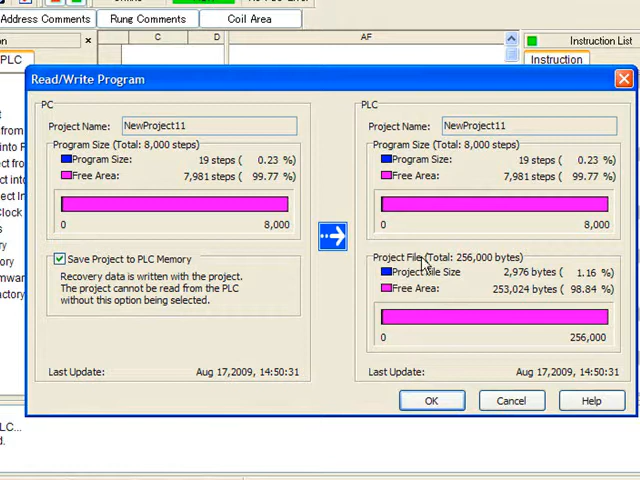 Address Comments
Rung Comments
Coil Area
C
D
AF
Instruction List
PLC
Instruction
Read/Write Program
PC
Project Name:
NewProject11
Program Size (Total: 8,000 steps)
Program Size:
19 steps ( 0.23 %)
Free Area:
7,981 steps ( 99.77 %)
0
8,000
Save Project to PLC Memory
Recovery data is written with the project.
The project cannot be read from the PLC
without this option being selected.
Last Update:
Aug 17,2009, 14:50:31
PLC
Project Name:
NewProject11
Program Size (Total: 8,000 steps)
Program Size:
19 steps ( 0.23 %)
Free Area:
7,981 steps ( 99.77 %)
0
8,000
Project File (Total: 256,000 bytes)
Project File Size
2,976 bytes ( 1.16 %)
Free Area:
253,024 bytes ( 98.84 %)
0
256,000
Last Update:
Aug 17,2009, 14:50:31
OK
Cancel
Help